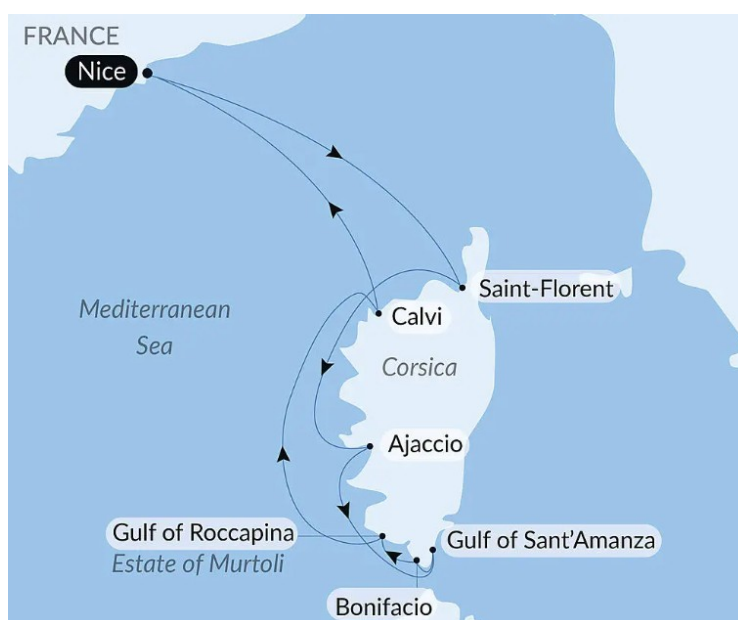 FRANCE
Nice
Saint-Florent
Mediterranean
Sea
Calvi
Corsica
Ajaccio
Gulf of Roccapina
Estate of Murtoli
Gulf of Sant'Amanza
Bonifacio